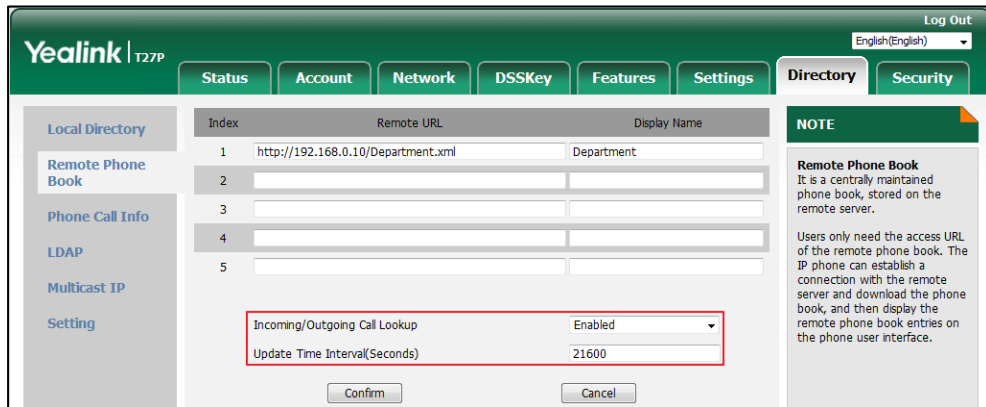 Log Out
English(English)
Yealink T27P
Status Account Network DSSKey Features Settings Directory Security
Local Directory
Remote Phone
Book
Phone Call Info
LDAP
Multicast IP
Setting
Index Remote URL Display Name
1 http://192.168.0.10/Department.xml Department
2
3
4
5
Incoming/Outgoing Call Lookup Enabled
Update Time Interval(Seconds) 21600
Confirm Cancel
NOTE
Remote Phone Book
It is a centrally maintained
phone book, stored on the
remote server.
Users only need the access URL
of the remote phone book. The
IP phone can establish a
connection with the remote
server and download the phone
book, and then display the
remote phone book entries on
the phone user interface.